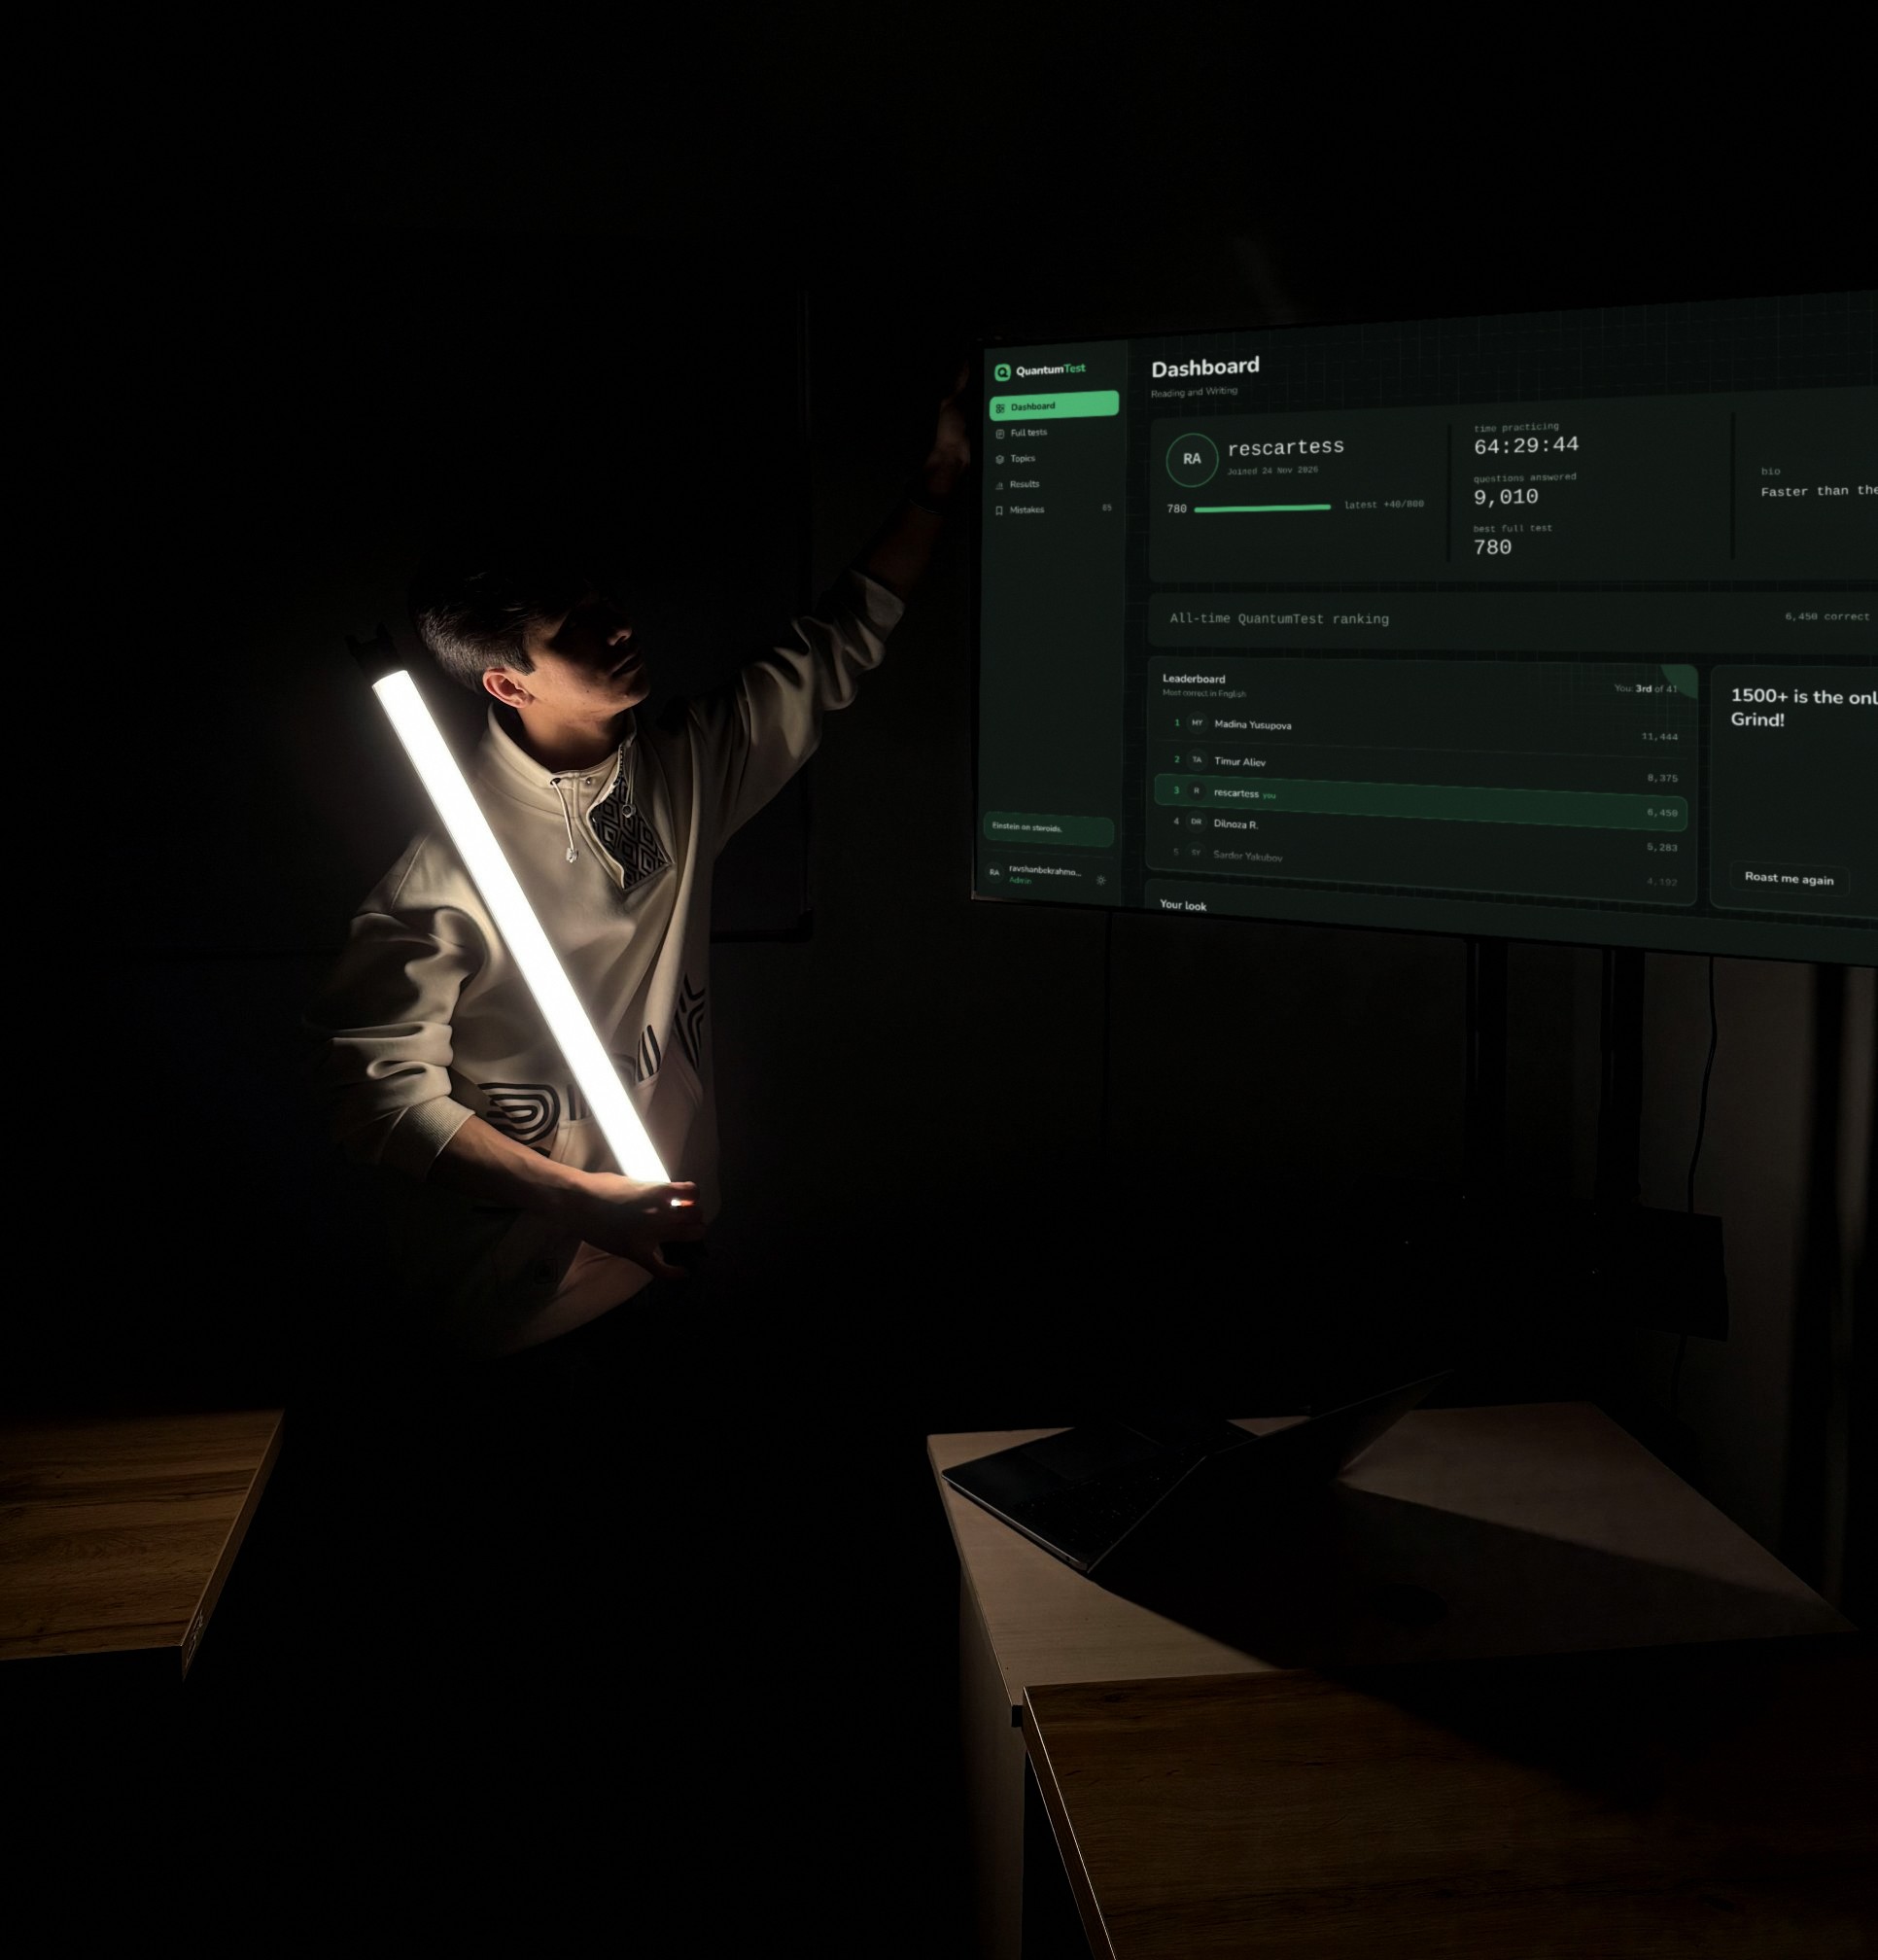 QuantumTest
Dashboard
Full tests
Topics
Results
Mistakes 65
Einstein on steroids.
RA ravshanbekrahmo...
Admin
Dashboard
Reading and Writing
RA
rescartess
Joined 24 Nov 2026
780 latest +40/800
time practicing
64:29:44
questions answered
9,010
best full test
780
bio
Faster than the
All-time QuantumTest ranking 6,450 correct
Leaderboard
Most correct in English
You: 3rd of 41
1 MY Madina Yusupova 11,444
2 TA Timur Aliev 8,375
3 R rescartess you 6,450
4 DR Dilnoza R. 5,283
5 SY Sardor Yakubov 4,192
1500+ is the onl
Grind!
Roast me again
Your look